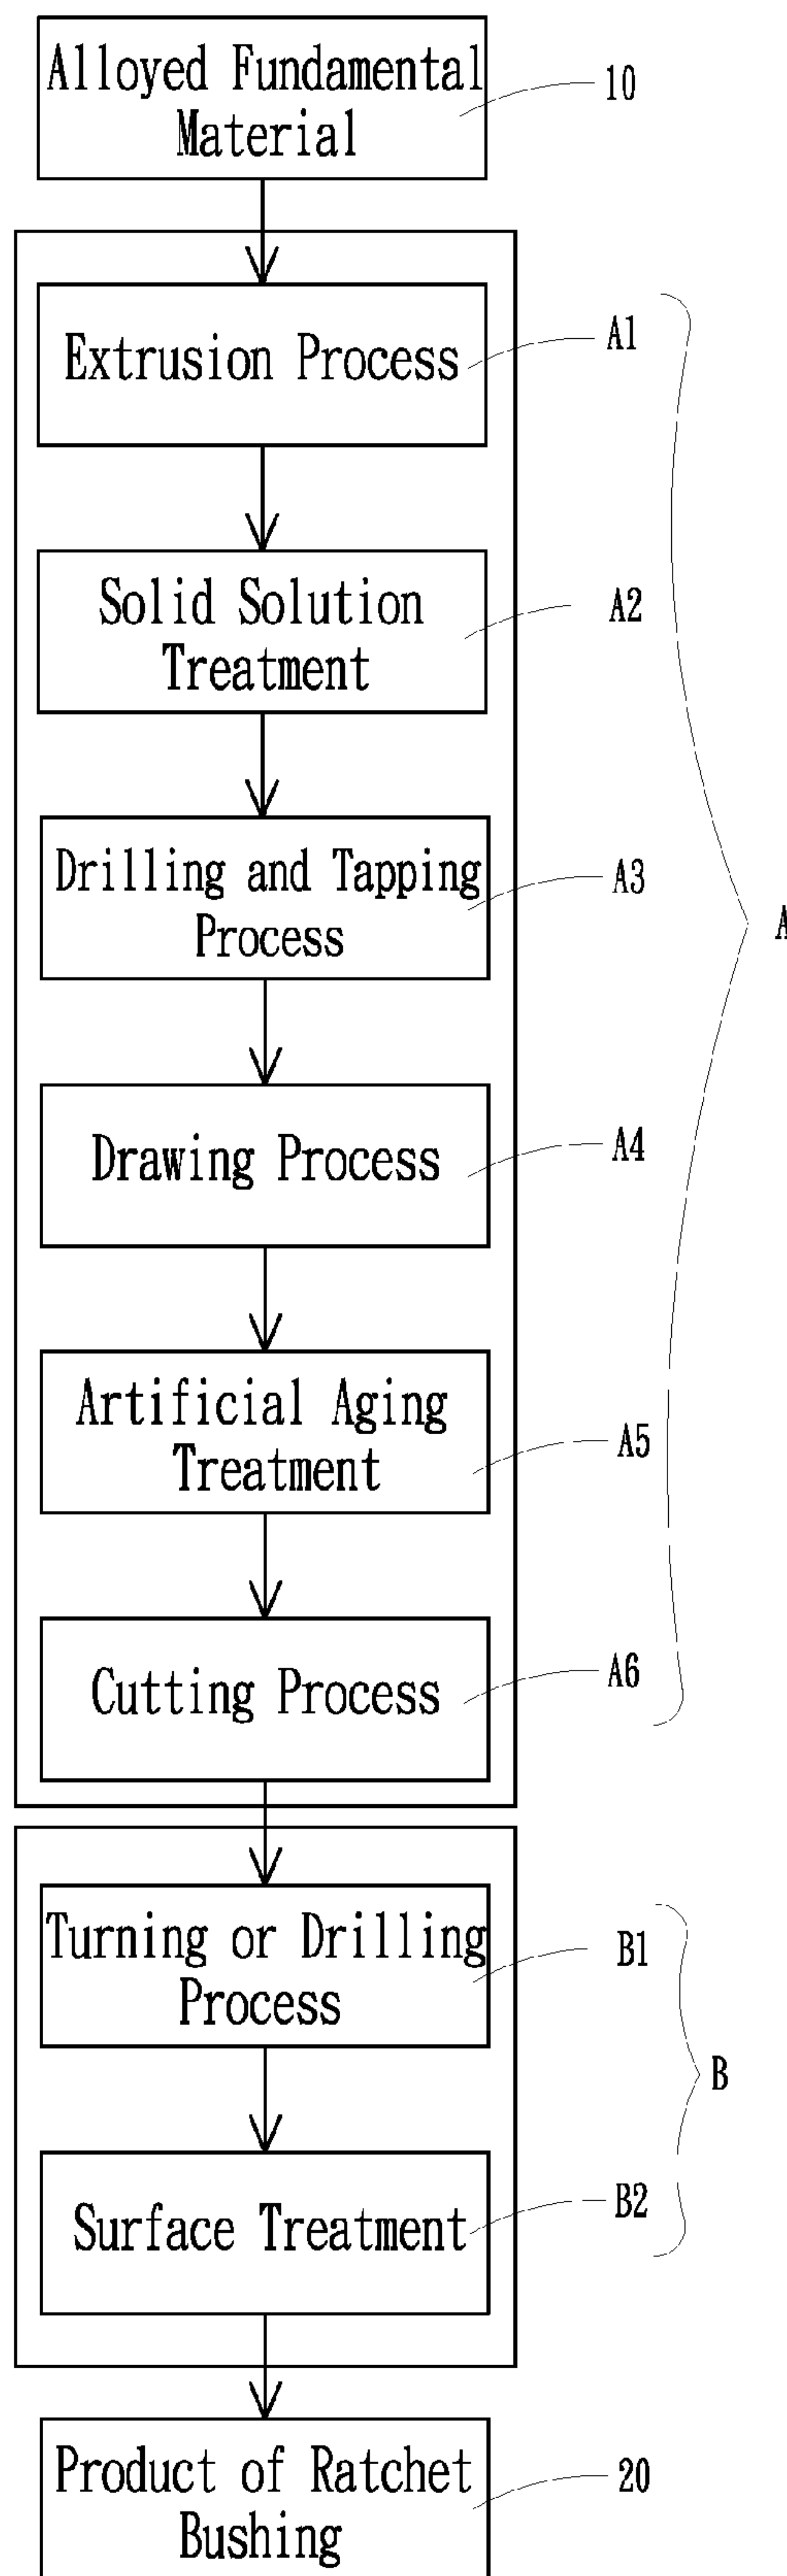 Alloyed Fundamental
Material
10
Extrusion Process
A1
Solid Solution
Treatment
A2
Drilling and Tapping
Process
A3
A
Drawing Process
A4
Artificial Aging
Treatment
A5
Cutting Process
A6
Turning or Drilling
Process
B1
B
Surface Treatment
B2
Product of Ratchet
Bushing
20